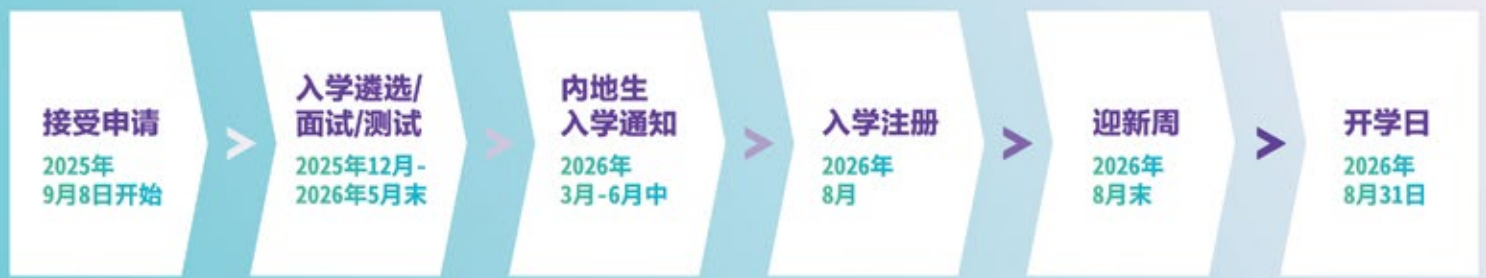 接受申请
2025年
9月8日开始
入学遴选/
面试/测试
2025年12月-
2026年5月末
内地生
入学通知
2026年
3月-6月中
入学注册
2026年
8月
迎新周
2026年
8月末
开学日
2026年
8月31日